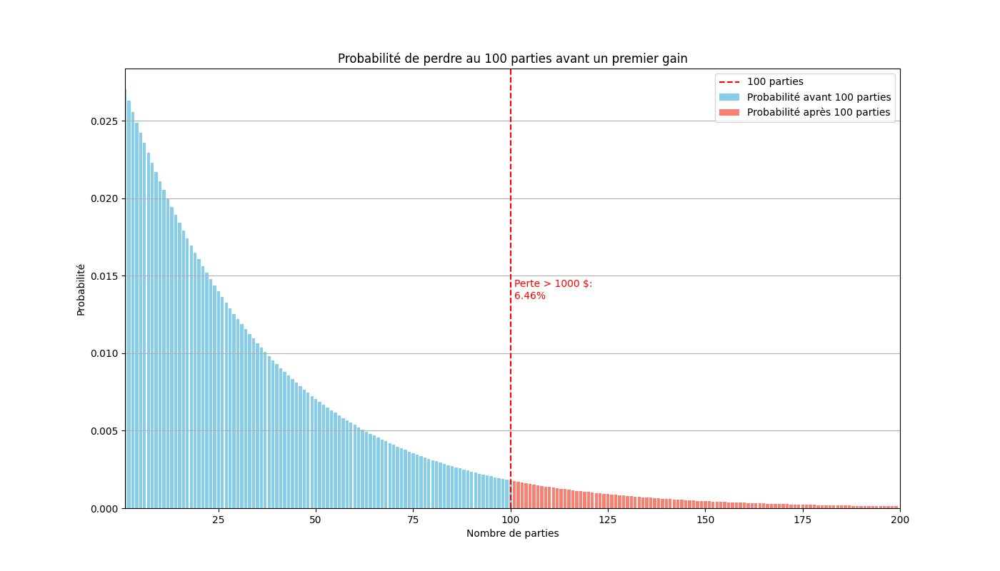 Probabilité de perdre au 100 parties avant un premier gain
100 parties
Probabilité avant 100 parties
Probabilité après 100 parties
0.025
0.020
0.015
0.010
0.005
0.000
Probabilité
Perte > 1000 $:
6.46%
25 50 75 100 125 150 175 200
Nombre de parties